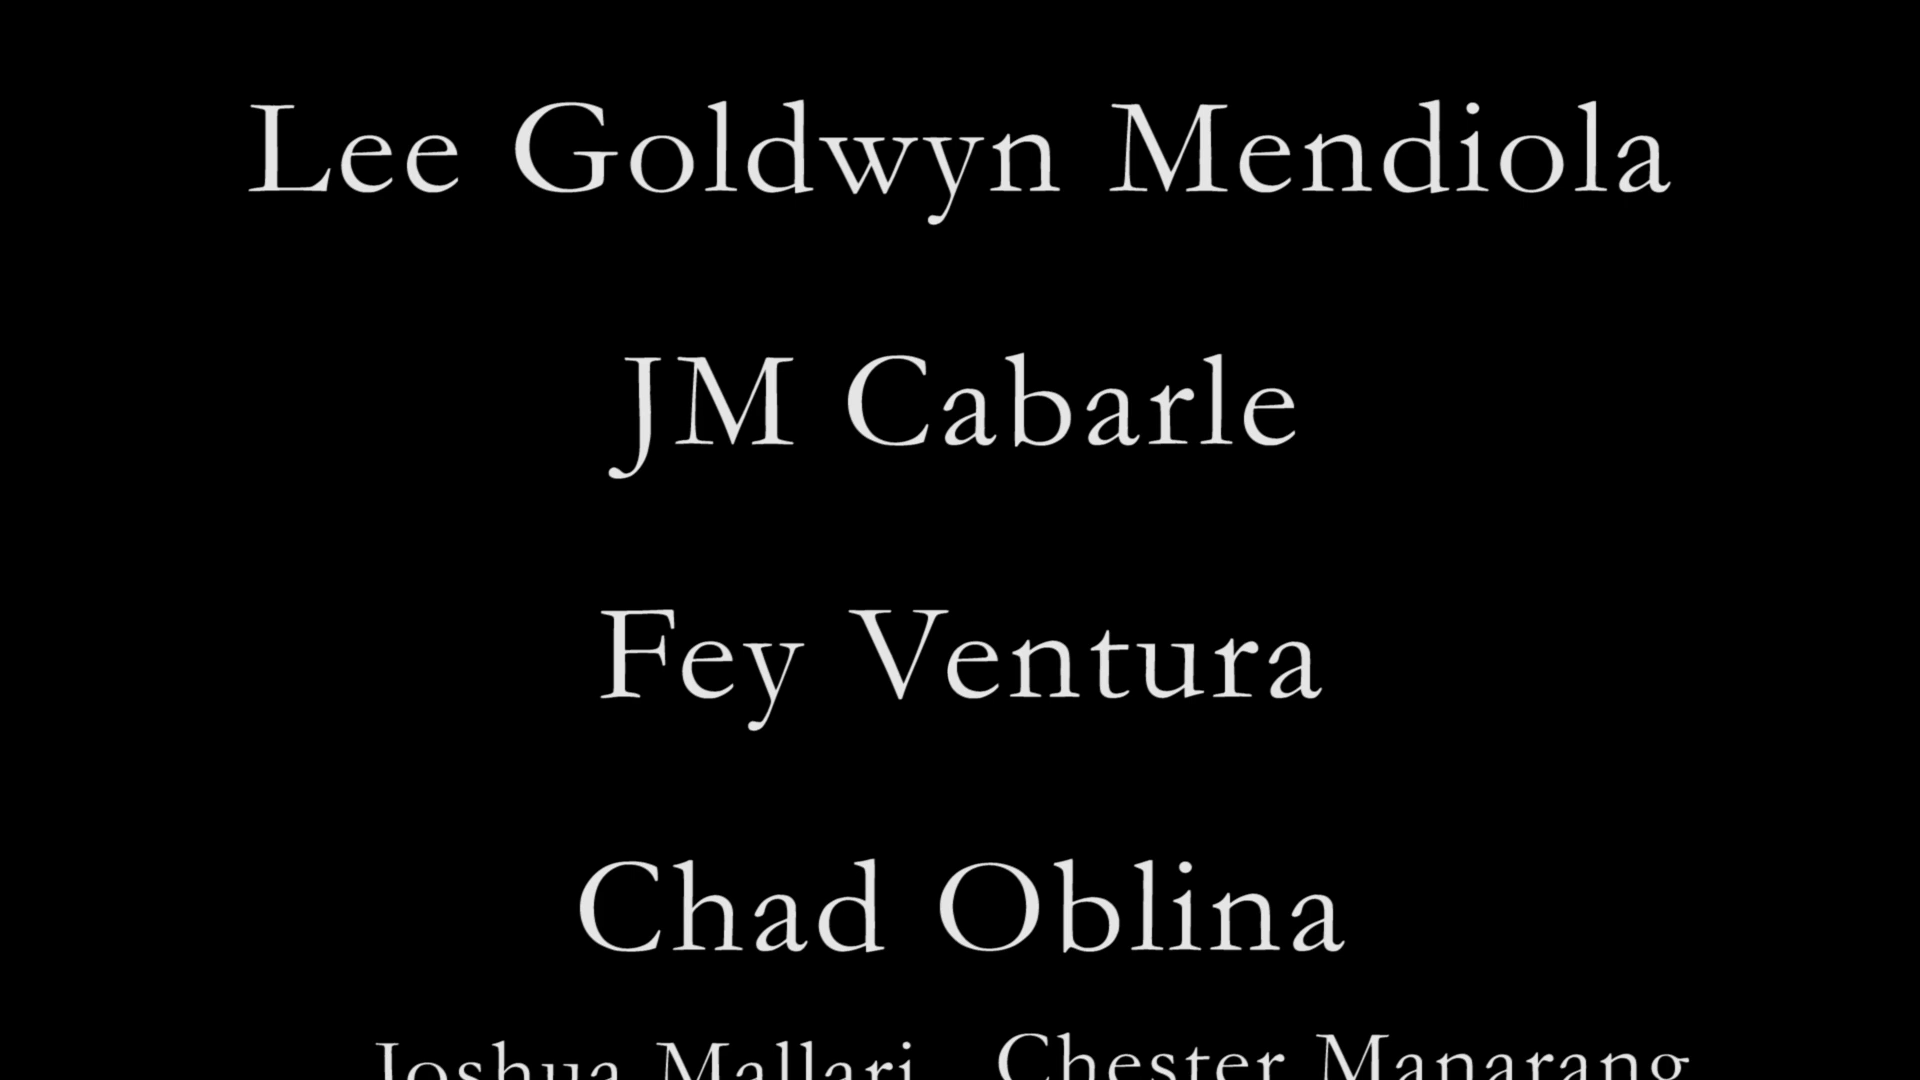 Lee Goldwyn Mendiola
JM Cabarle
Fey Ventura
Chad Oblina
Joshua Mallari Chester Manarang